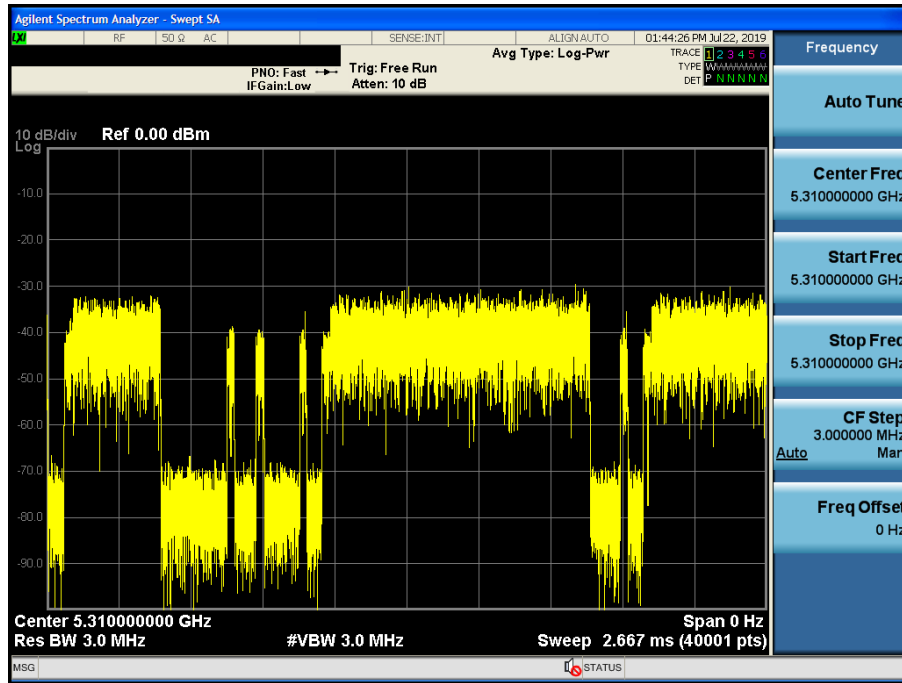 Agilent Spectrum Analyzer - Swept SA
LXI RF 50 Ω AC SENSE:INT ALIGNAUTO 01:44:26 PM Jul 22, 2019
Avg Type: Log-Pwr
TRACE 1 2 3 4 5 6
PNO: Fast Trig: Free Run
TYPE WWWWWW
IFGain:Low Atten: 10 dB
DET P N N N N N
10 dB/div Ref 0.00 dBm
Log
-10.0
-20.0
-30.0
-40.0
-50.0
-60.0
-70.0
-80.0
-90.0
Center 5.310000000 GHz Span 0 Hz
Res BW 3.0 MHz #VBW 3.0 MHz Sweep 2.667 ms (40001 pts)
MSG STATUS
Frequency
Auto Tune
Center Freq
5.310000000 GHz
Start Freq
5.310000000 GHz
Stop Freq
5.310000000 GHz
CF Step
3.000000 MHz
Auto Man
Freq Offset
0 Hz